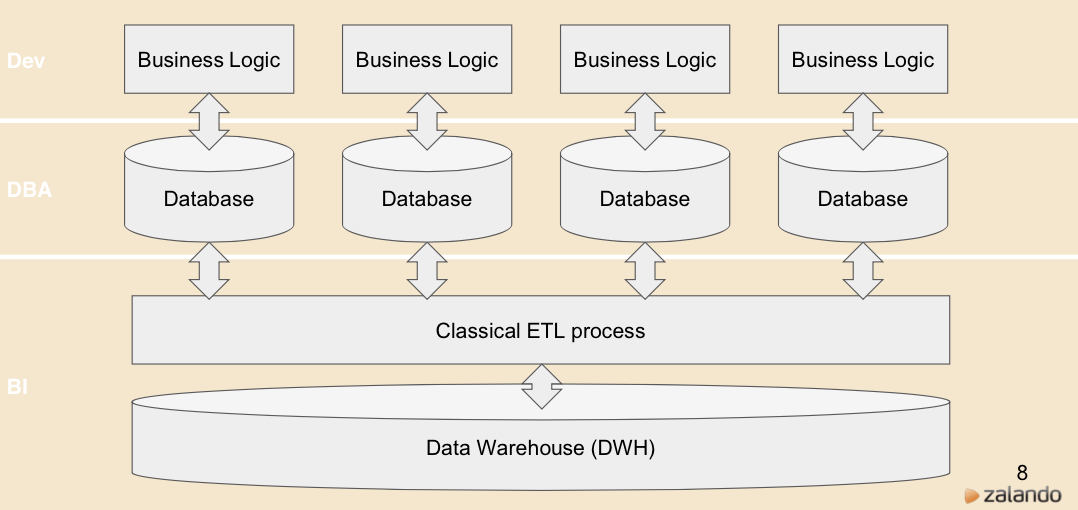 Dev
Business Logic
Business Logic
Business Logic
Business Logic
DBA
Database
Database
Database
Database
BI
Classical ETL process
Data Warehouse (DWH)
8
zalando